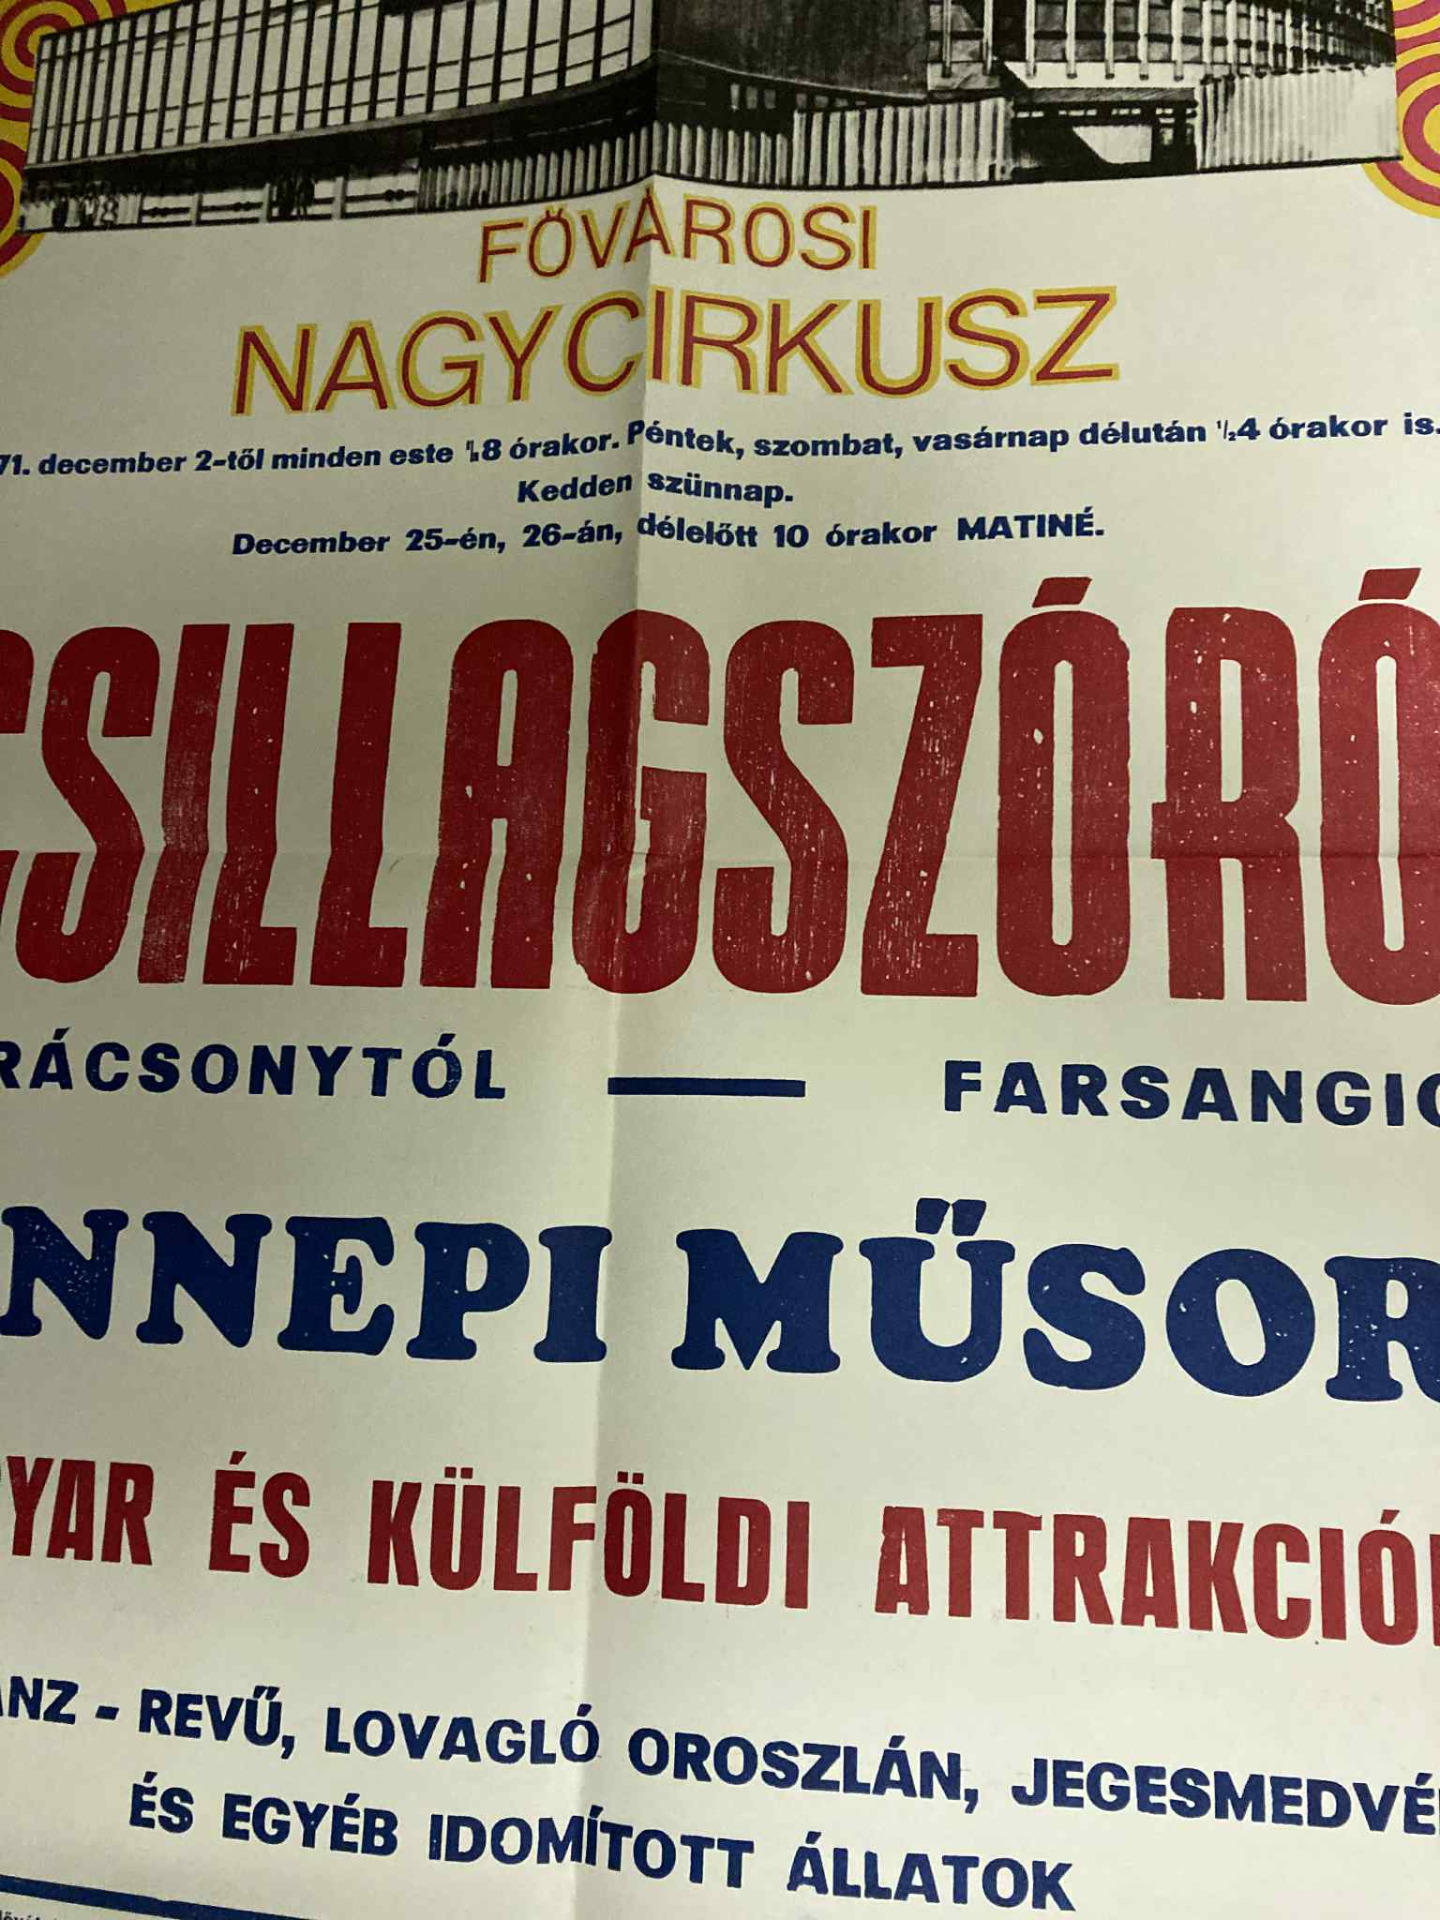 FŐVÁROSI
NAGYCIRKUSZ
71. december 2-től minden este ½8 órakor. Péntek, szombat, vasárnap délután ½4 órakor is.
Kedden szünnap.
December 25-én, 26-án, délelőtt 10 órakor MATINÉ.
CSILLAGSZÓRÓ
RÁCSONYTÓL — FARSANGIG
NNEPI MŰSOR
YAR ÉS KÜLFÖLDI ATTRAKCIÓ
NZ - REVŰ, LOVAGLÓ OROSZLÁN, JEGESMEDVÉ
ÉS EGYÉB IDOMÍTOTT ÁLLATOK